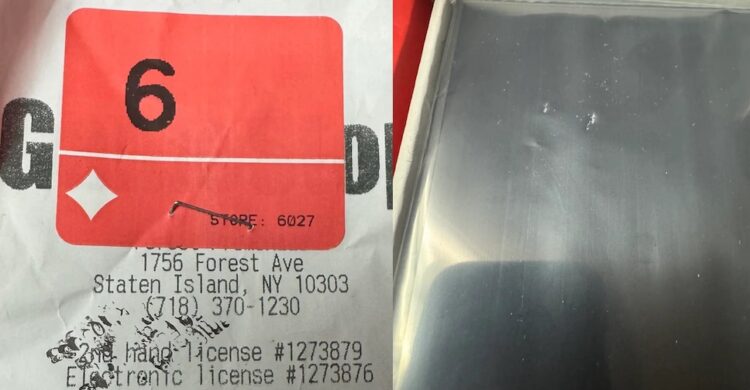 6
G
STORE: 6027
1756 Forest Ave
Staten Island, NY 10303
(718) 370-1230
hand license #1273879
Electronic license #1273876